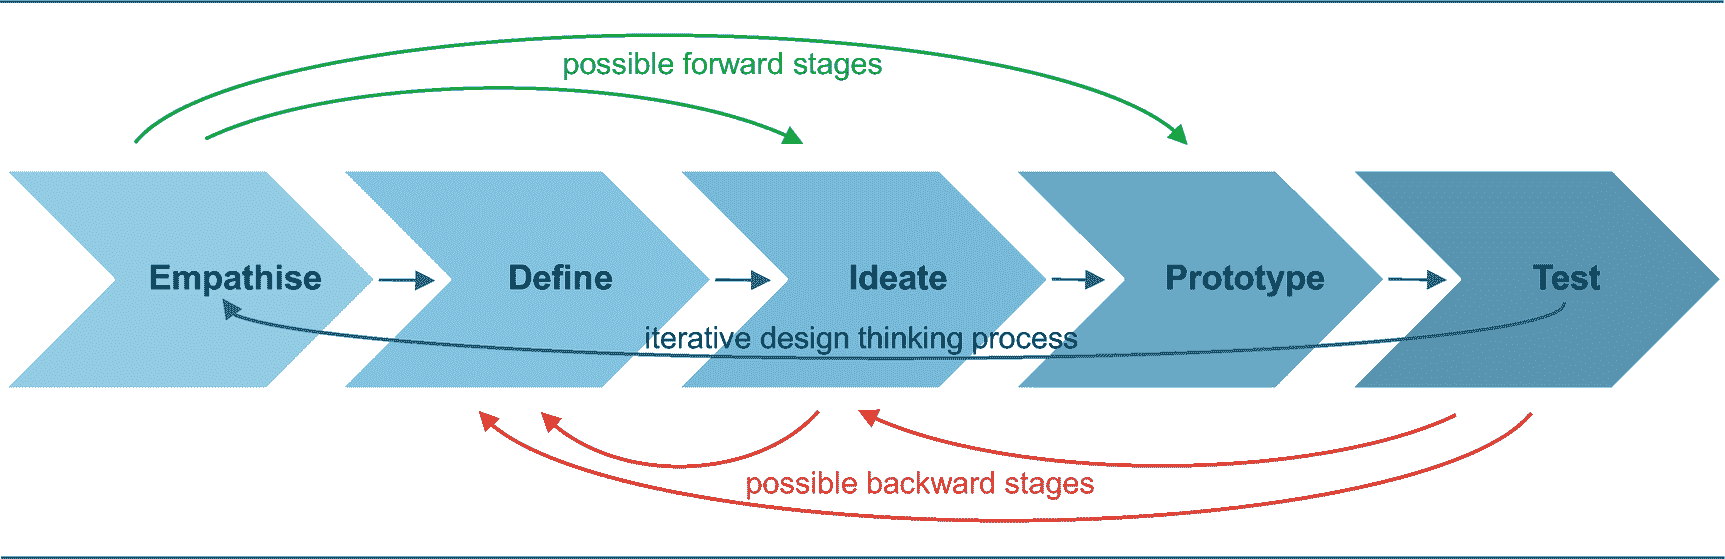 possible forward stages
Empathise
Define
Ideate
Prototype
Test
iterative design thinking process
possible backward stages